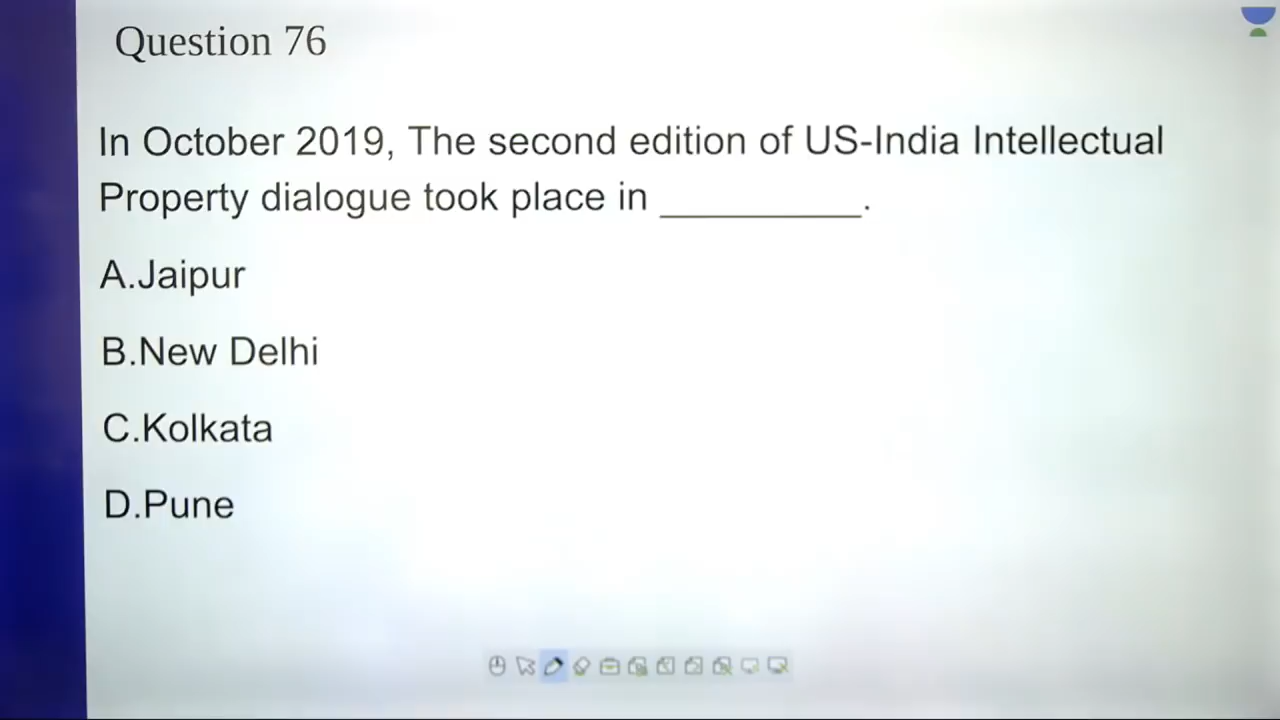 Question 76
In October 2019, The second edition of US-India Intellectual
Property dialogue took place in __________.
A.Jaipur
B.New Delhi
C.Kolkata
D.Pune